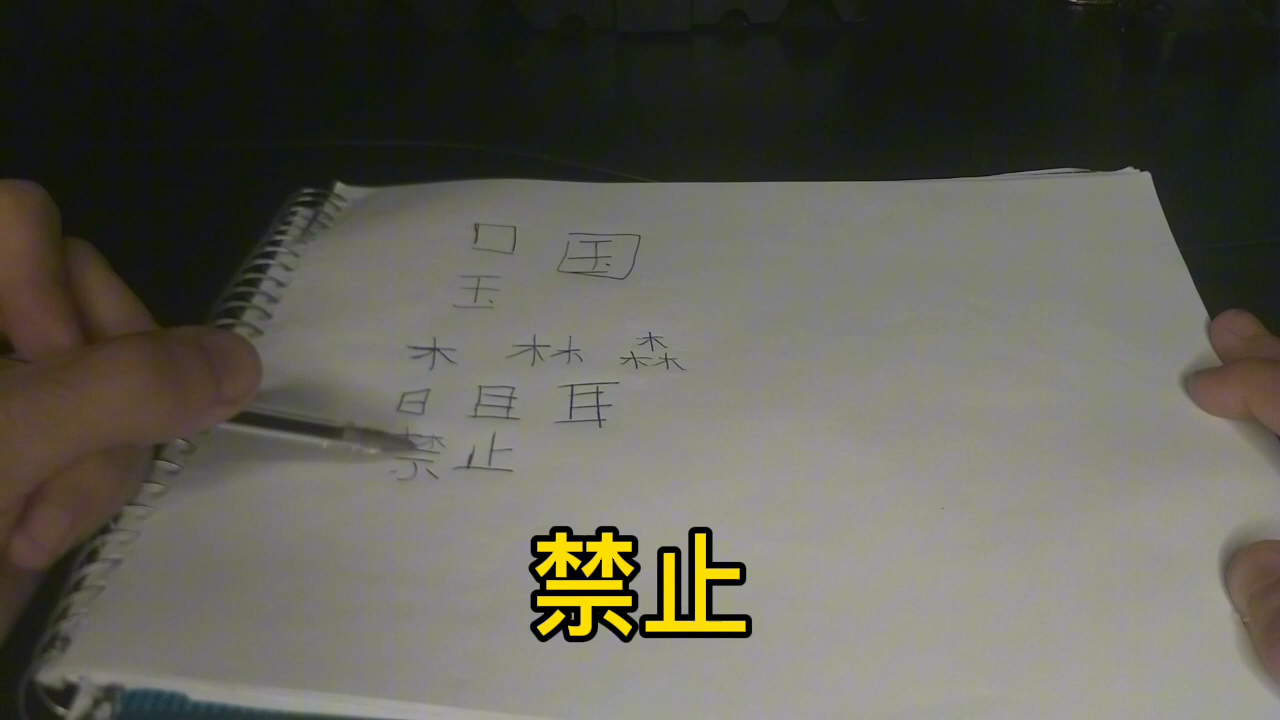 口 国
玉
木 林 森
日 目 耳
禁止
禁止